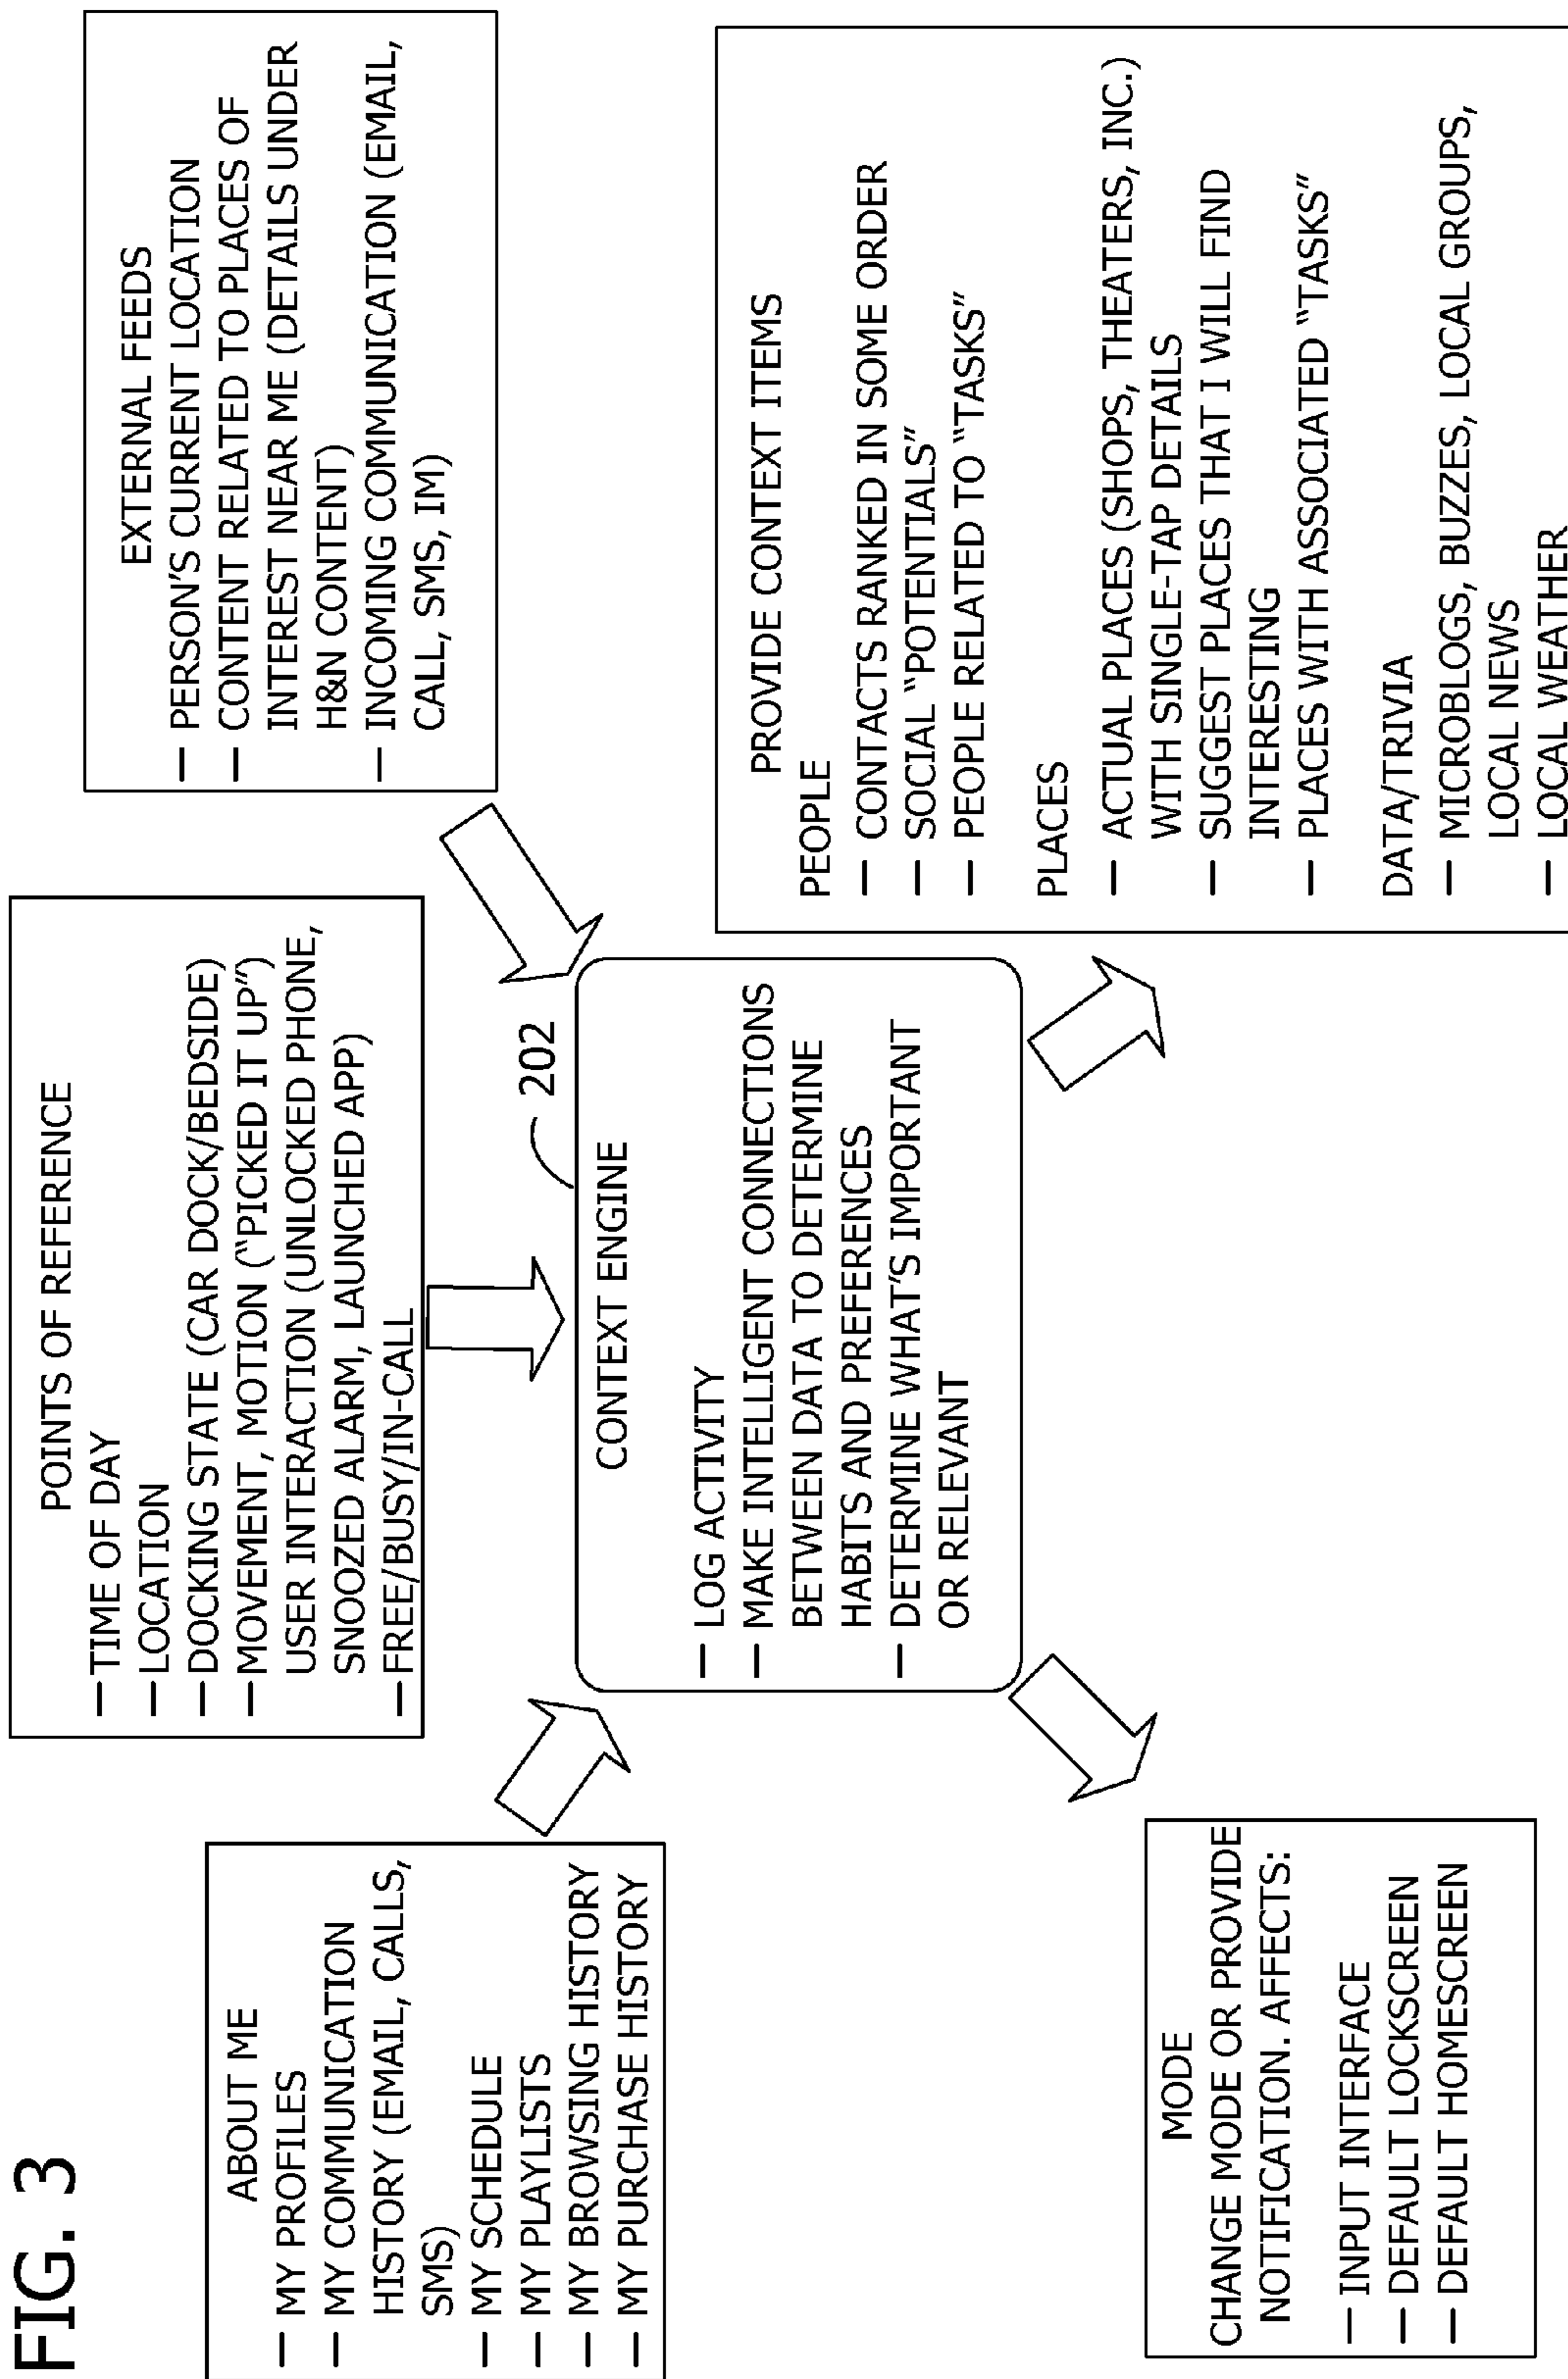 FIG. 3
ABOUT ME
— MY PROFILES
— MY COMMUNICATION
HISTORY (EMAIL, CALLS,
SMS)
— MY SCHEDULE
— MY PLAYLISTS
— MY BROWSING HISTORY
— MY PURCHASE HISTORY
POINTS OF REFERENCE
— TIME OF DAY
— LOCATION
— DOCKING STATE (CAR DOCK/BEDSIDE)
— MOVEMENT, MOTION ("PICKED IT UP")
USER INTERACTION (UNLOCKED PHONE,
SNOOZED ALARM, LAUNCHED APP)
— FREE/BUSY/IN-CALL
EXTERNAL FEEDS
— PERSON'S CURRENT LOCATION
— CONTENT RELATED TO PLACES OF
INTEREST NEAR ME (DETAILS UNDER
H&N CONTENT)
— INCOMING COMMUNICATION (EMAIL,
CALL, SMS, IM)
202
CONTEXT ENGINE
— LOG ACTIVITY
— MAKE INTELLIGENT CONNECTIONS
BETWEEN DATA TO DETERMINE
HABITS AND PREFERENCES
— DETERMINE WHAT'S IMPORTANT
OR RELEVANT
MODE
CHANGE MODE OR PROVIDE
NOTIFICATION. AFFECTS:
— INPUT INTERFACE
— DEFAULT LOCKSCREEN
— DEFAULT HOMESCREEN
PROVIDE CONTEXT ITEMS
PEOPLE
— CONTACTS RANKED IN SOME ORDER
— SOCIAL "POTENTIALS"
— PEOPLE RELATED TO "TASKS"
PLACES
— ACTUAL PLACES (SHOPS, THEATERS, INC.)
WITH SINGLE-TAP DETAILS
— SUGGEST PLACES THAT I WILL FIND
INTERESTING
— PLACES WITH ASSOCIATED "TASKS"
DATA/TRIVIA
— MICROBLOGS, BUZZES, LOCAL GROUPS,
LOCAL NEWS
— LOCAL WEATHER